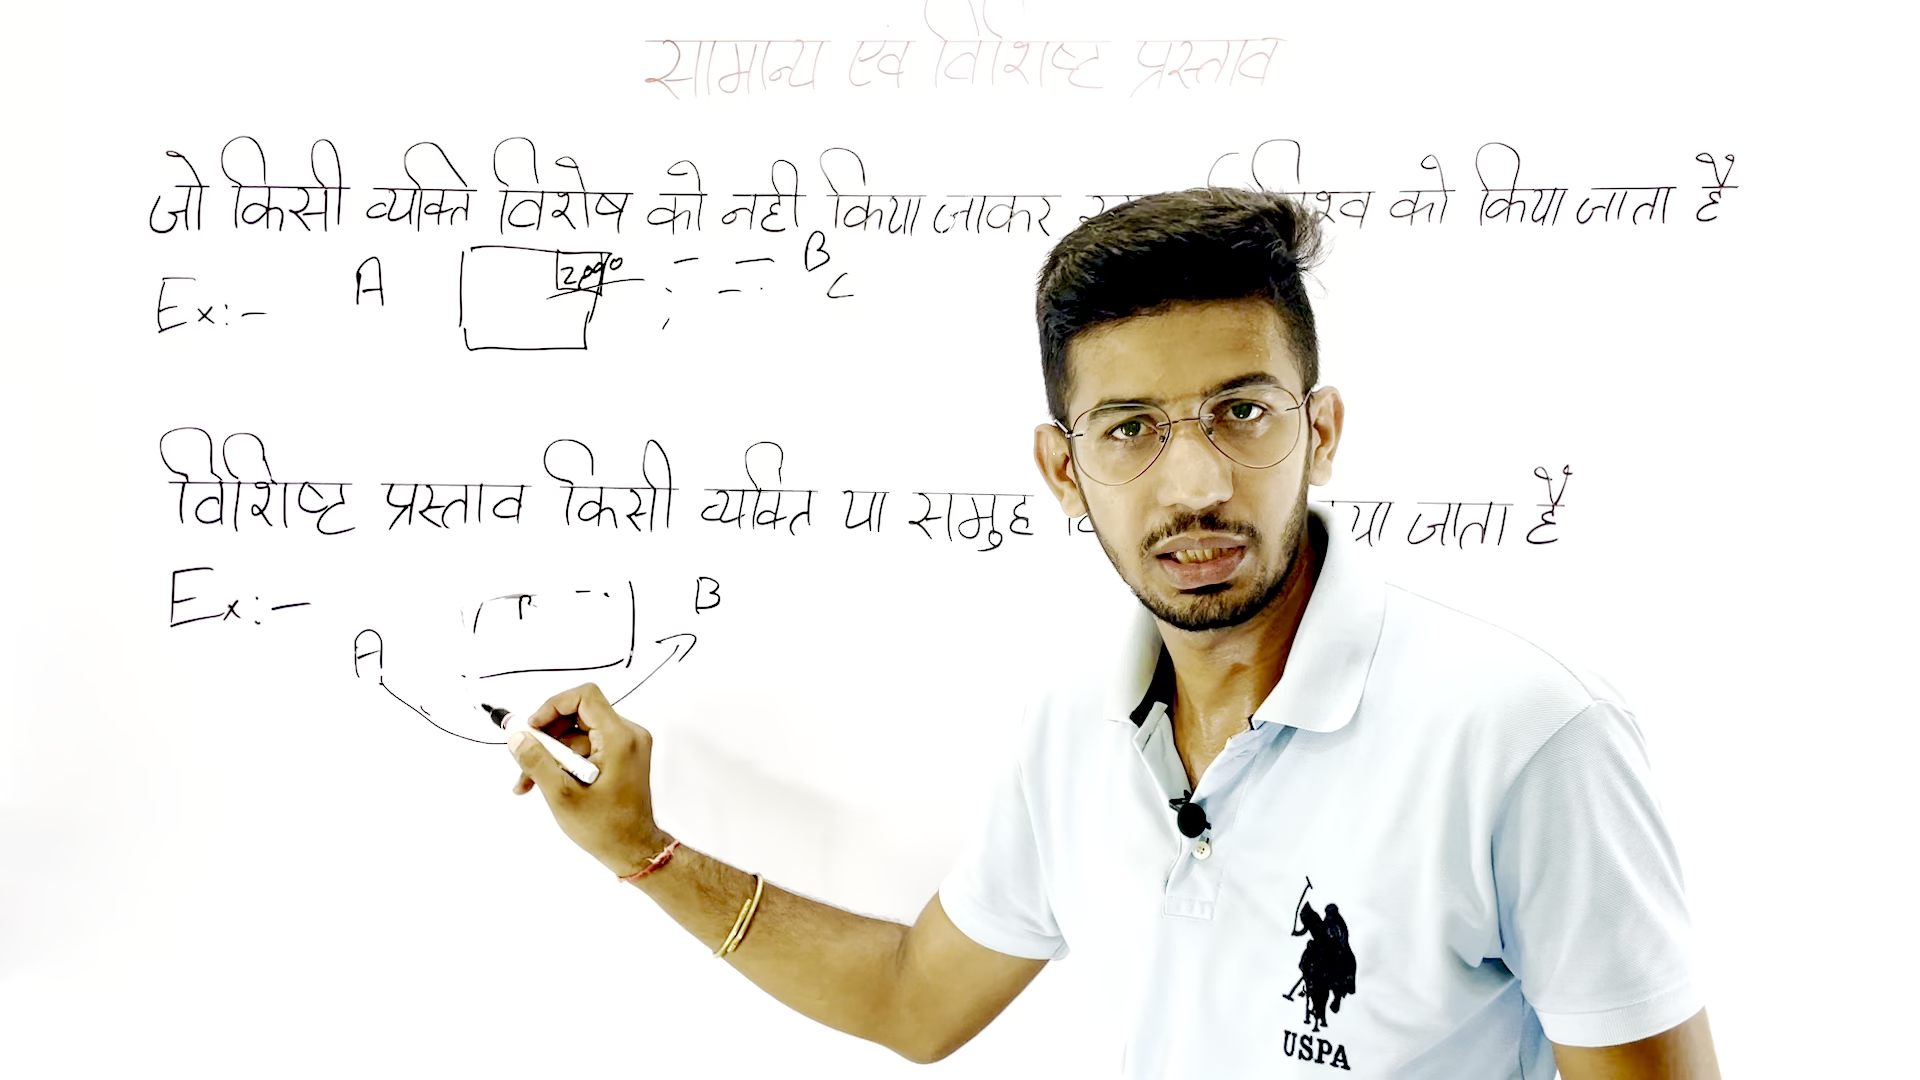 सामान्य एवं विशिष्ट प्रस्ताव
जो किसी व्यक्ति विशेष को नही किया जाकर को किया जाता है
Ex:- A B
C
विशिष्ट प्रस्ताव किसी व्यक्ति या समुह जाता है
Ex:- B
A
USPA